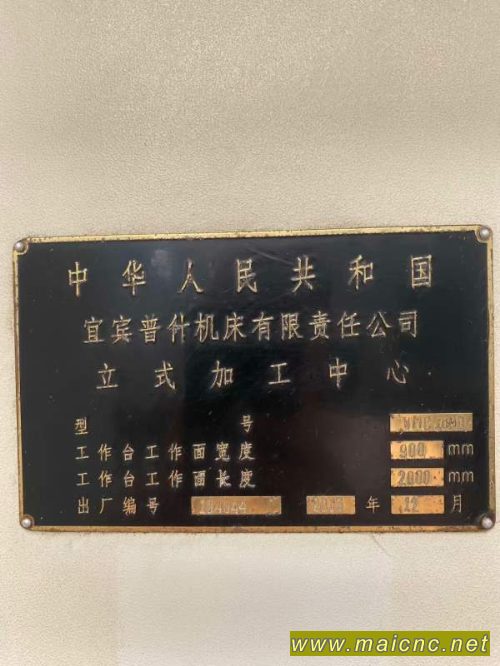 中华人民共和国
宜宾普什机床有限责任公司
立式加工中心
型号
工作台工作面宽度 900 mm
工作台工作面长度 2000 mm
出厂编号 年 12 月
www.maicnc.net